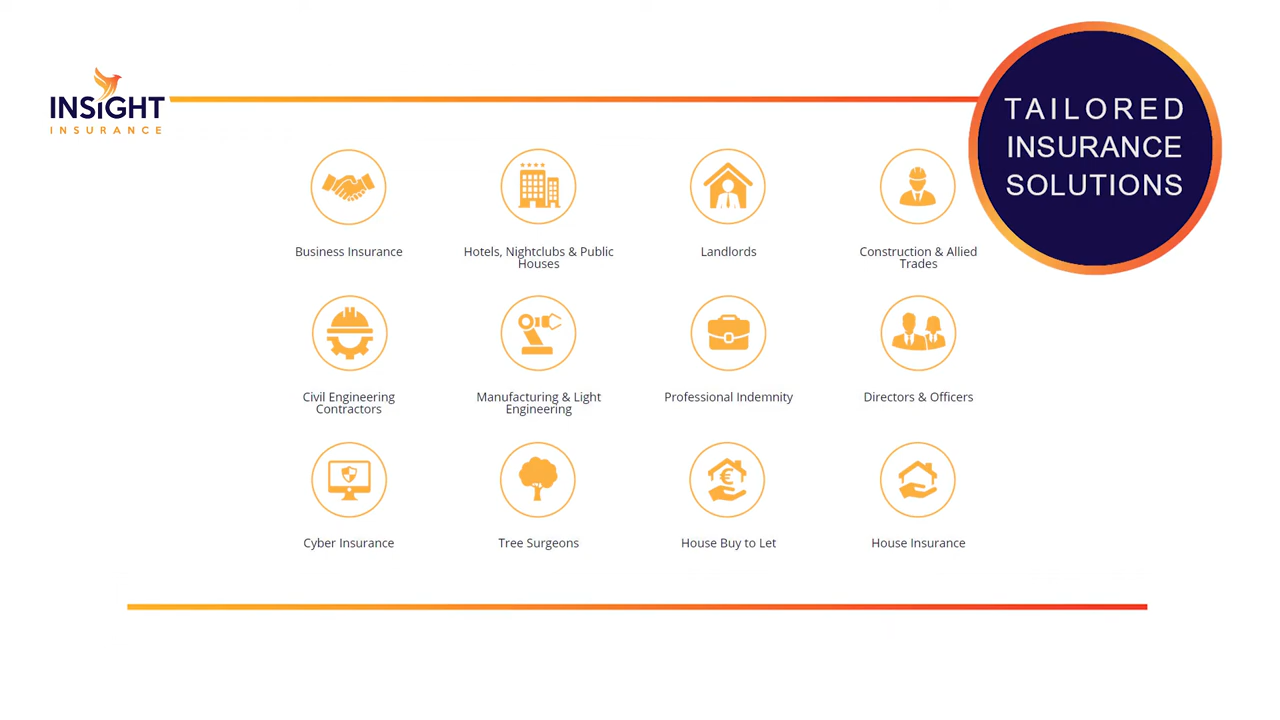 INSIGHT
INSURANCE
TAILORED
INSURANCE
SOLUTIONS
Business Insurance
Hotels, Nightclubs & Public
Houses
Landlords
Construction & Allied
Trades
Civil Engineering
Contractors
Manufacturing & Light
Engineering
Professional Indemnity
Directors & Officers
Cyber Insurance
Tree Surgeons
House Buy to Let
House Insurance